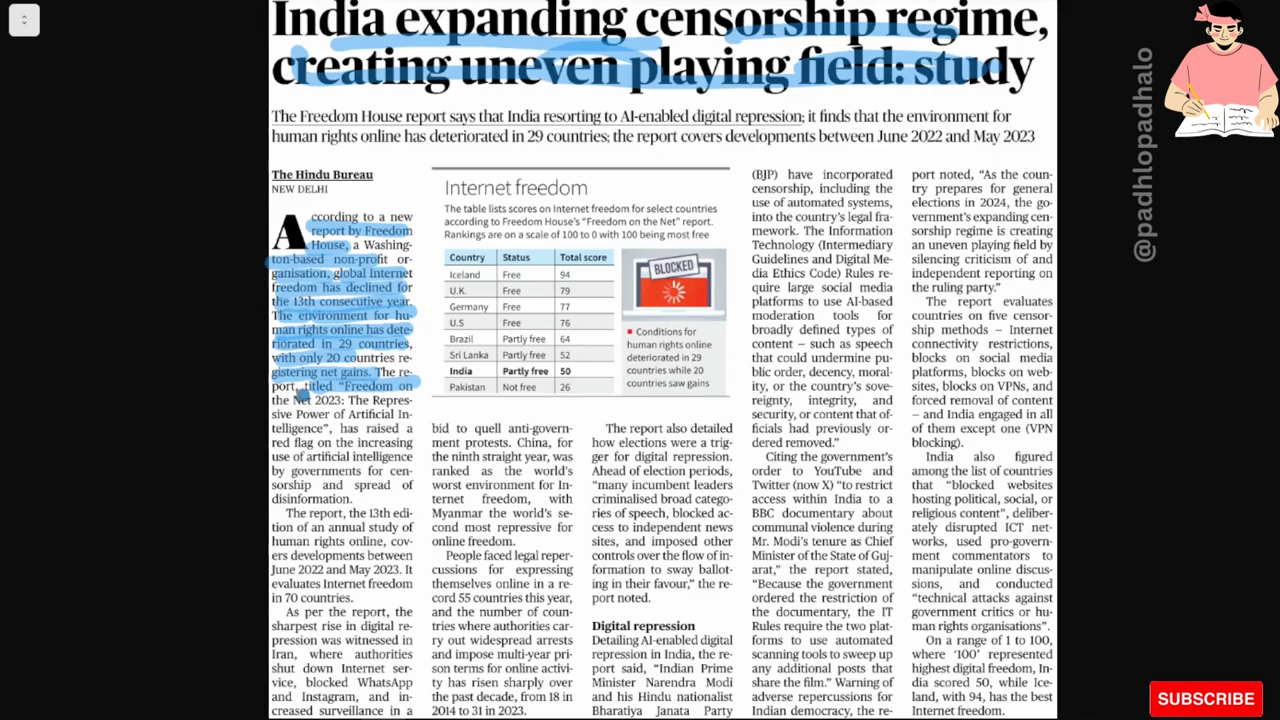 India expanding censorship regime,
creating uneven playing field: study
The Freedom House report says that India resorting to AI-enabled digital repression; it finds that the environment for
human rights online has deteriorated in 29 countries; the report covers developments between June 2022 and May 2023
The Hindu Bureau
NEW DELHI
According to a new
report by Freedom
House, a Washing-
ton-based non-profit or-
ganisation, global Internet
freedom has declined for
the 13th consecutive year.
The environment for hu-
man rights online has dete-
riorated in 29 countries,
with only 20 countries re-
gistering net gains. The re-
port, titled “Freedom on
the Net 2023: The Repres-
sive Power of Artificial In-
telligence”, has raised a
red flag on the increasing
use of artificial intelligence
by governments for cen-
sorship and spread of
disinformation.
The report, the 13th edi-
tion of an annual study of
human rights online, cov-
ers developments between
June 2022 and May 2023. It
evaluates Internet freedom
in 70 countries.
As per the report, the
sharpest rise in digital re-
pression was witnessed in
Iran, where authorities
shut down Internet ser-
vice, blocked WhatsApp
and Instagram, and in-
creased surveillance in a
Internet freedom
The table lists scores on Internet freedom for select countries
according to Freedom House’s “Freedom on the Net” report.
Rankings are on a scale of 100 to 0 with 100 being most free
Country Status Total score
Iceland Free 94
U.K. Free 79
Germany Free 77
U.S Free 76
Brazil Partly free 64
Sri Lanka Partly free 52
India Partly free 50
Pakistan Not free 26
BLOCKED
Conditions for
human rights online
deteriorated in 29
countries while 20
countries saw gains
bid to quell anti-govern-
ment protests. China, for
the ninth straight year, was
ranked as the world’s
worst environment for In-
ternet freedom, with
Myanmar the world’s se-
cond most repressive for
online freedom.
People faced legal reper-
cussions for expressing
themselves online in a re-
cord 55 countries this year,
and the number of coun-
tries where authorities car-
ry out widespread arrests
and impose multi-year pri-
son terms for online activi-
ty has risen sharply over
the past decade, from 18 in
2014 to 31 in 2023.
The report also detailed
how elections were a trig-
ger for digital repression.
Ahead of election periods,
“many incumbent leaders
criminalised broad catego-
ries of speech, blocked ac-
cess to independent news
sites, and imposed other
controls over the flow of in-
formation to sway ballot-
ing in their favour,” the re-
port noted.
Digital repression
Detailing AI-enabled digital
repression in India, the re-
port said, “Indian Prime
Minister Narendra Modi
and his Hindu nationalist
Bharatiya Janata Party
(BJP) have incorporated
censorship, including the
use of automated systems,
into the country’s legal fra-
mework. The Information
Technology (Intermediary
Guidelines and Digital Me-
dia Ethics Code) Rules re-
quire large social media
platforms to use AI-based
moderation tools for
broadly defined types of
content – such as speech
that could undermine pu-
blic order, decency, morali-
ty, or the country’s sove-
reignty, integrity, and
security, or content that of-
ficials had previously or-
dered removed.”
Citing the government’s
order to YouTube and
Twitter (now X) “to restrict
access within India to a
BBC documentary about
communal violence during
Mr. Modi’s tenure as Chief
Minister of the State of Guj-
arat,” the report stated,
“Because the government
ordered the restriction of
the documentary, the IT
Rules require the two plat-
forms to use automated
scanning tools to sweep up
any additional posts that
share the film.” Warning of
adverse repercussions for
Indian democracy, the re-
port noted, “As the coun-
try prepares for general
elections in 2024, the go-
vernment’s expanding cen-
sorship regime is creating
an uneven playing field by
silencing criticism of and
independent reporting on
the ruling party.”
The report evaluates
countries on five censor-
ship methods – Internet
connectivity restrictions,
blocks on social media
platforms, blocks on web-
sites, blocks on VPNs, and
forced removal of content
– and India engaged in all
of them except one (VPN
blocking).
India also figured
among the list of countries
that “blocked websites
hosting political, social, or
religious content”, deliber-
ately disrupted ICT net-
works, used pro-govern-
ment commentators to
manipulate online discus-
sions, and conducted
“technical attacks against
government critics or hu-
man rights organisations”.
On a range of 1 to 100,
where ‘100’ represented
highest digital freedom, In-
dia scored 50, while Ice-
land, with 94, has the best
Internet freedom.
@padhlopadhalo
SUBSCRIBE